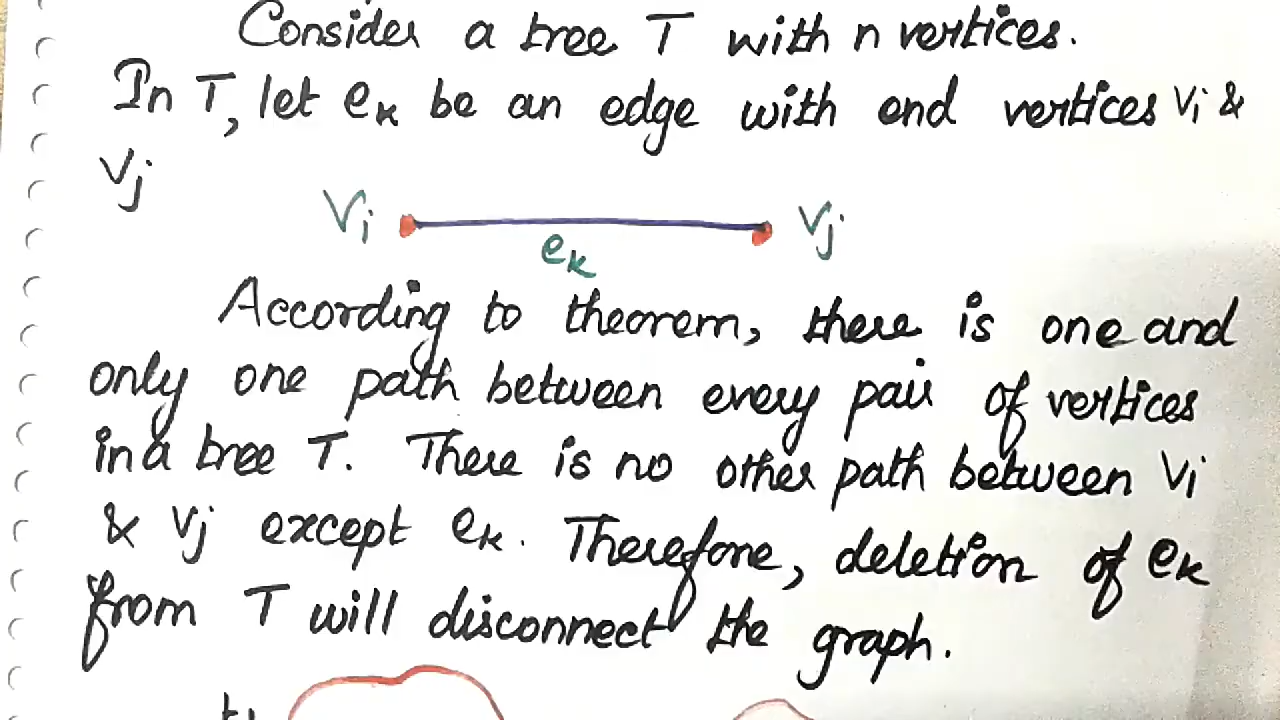 Consider a tree T with n vertices.
In T, let ek be an edge with end vertices Vi &
Vj
Vi Vj
ek
According to theorem, there is one and
only one path between every pair of vertices
in a tree T. There is no other path between Vi
& Vj except ek. Therefore, deletion of ek
from T will disconnect the graph.